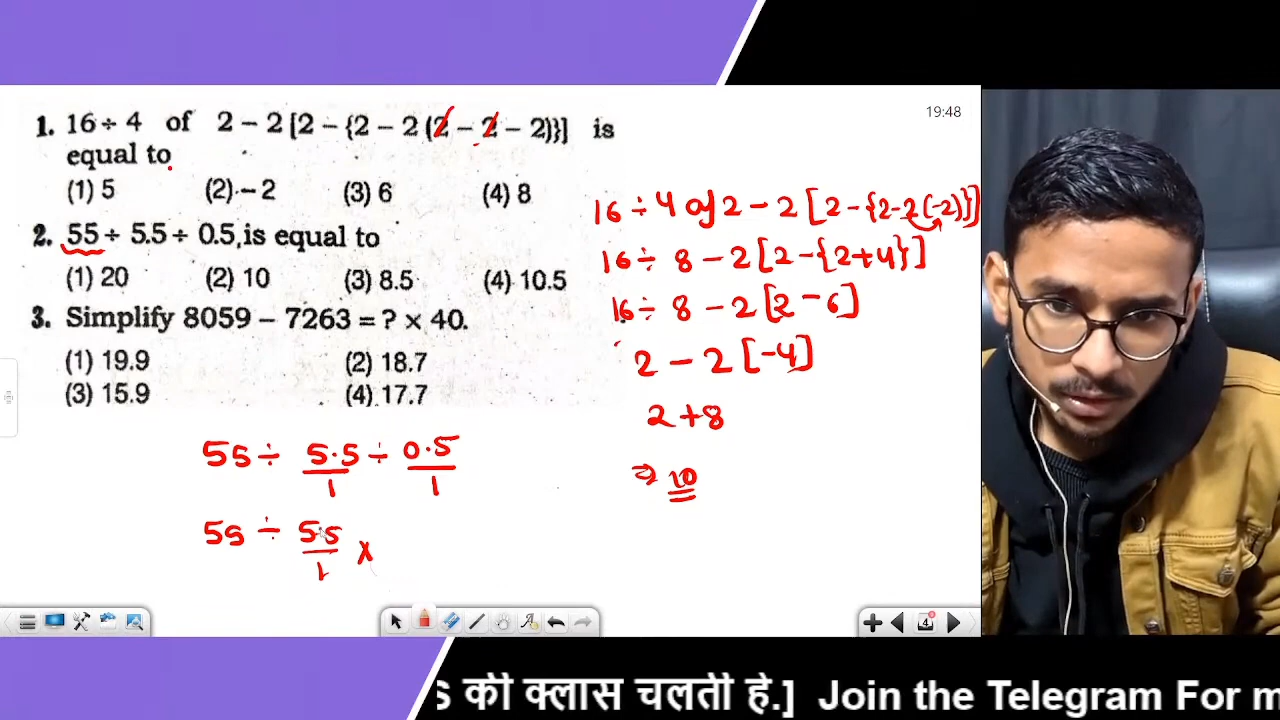 19:48
1. 16 ÷ 4 of 2 − 2 [2 − {2 − 2 (2 − 2 − 2)}] is
equal to
(1) 5 (2) − 2 (3) 6 (4) 8
2. 55 ÷ 5.5 ÷ 0.5, is equal to
(1) 20 (2) 10 (3) 8.5 (4) 10.5
3. Simplify 8059 − 7263 = ? × 40.
(1) 19.9 (2) 18.7
(3) 15.9 (4) 17.7
16 ÷ 4 of 2 − 2 [2 − {2 − 2 (−2)}]
16 ÷ 8 − 2 [2 − {2 + 4}]
16 ÷ 8 − 2 [2 − 6]
2 − 2 [−4]
2 + 8
⇒ 10
55 ÷ 5.5/1 ÷ 0.5/1
55 ÷ 5.5/1 ×
4
की क्लास चलती हे.] Join the Telegram For